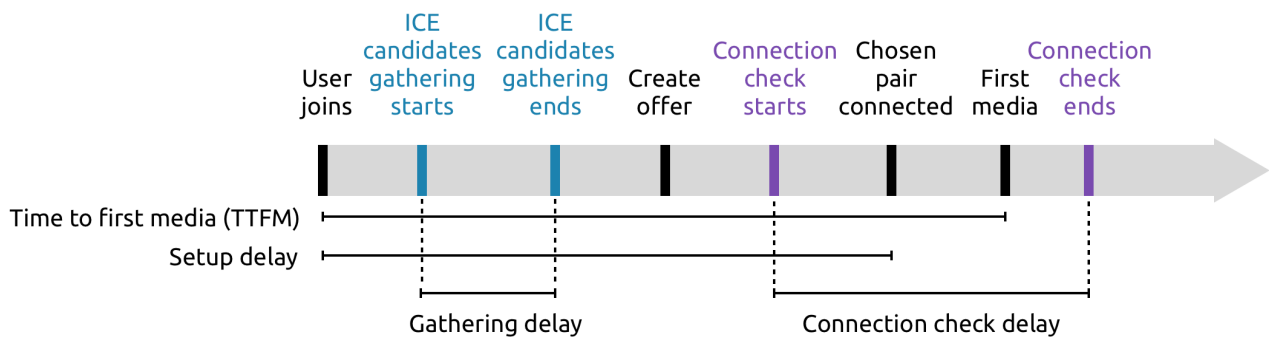 User
joins
ICE
candidates
gathering
starts
ICE
candidates
gathering
ends
Create
offer
Connection
check
starts
Chosen
pair
connected
First
media
Connection
check
ends
Time to first media (TTFM)
Setup delay
Gathering delay
Connection check delay